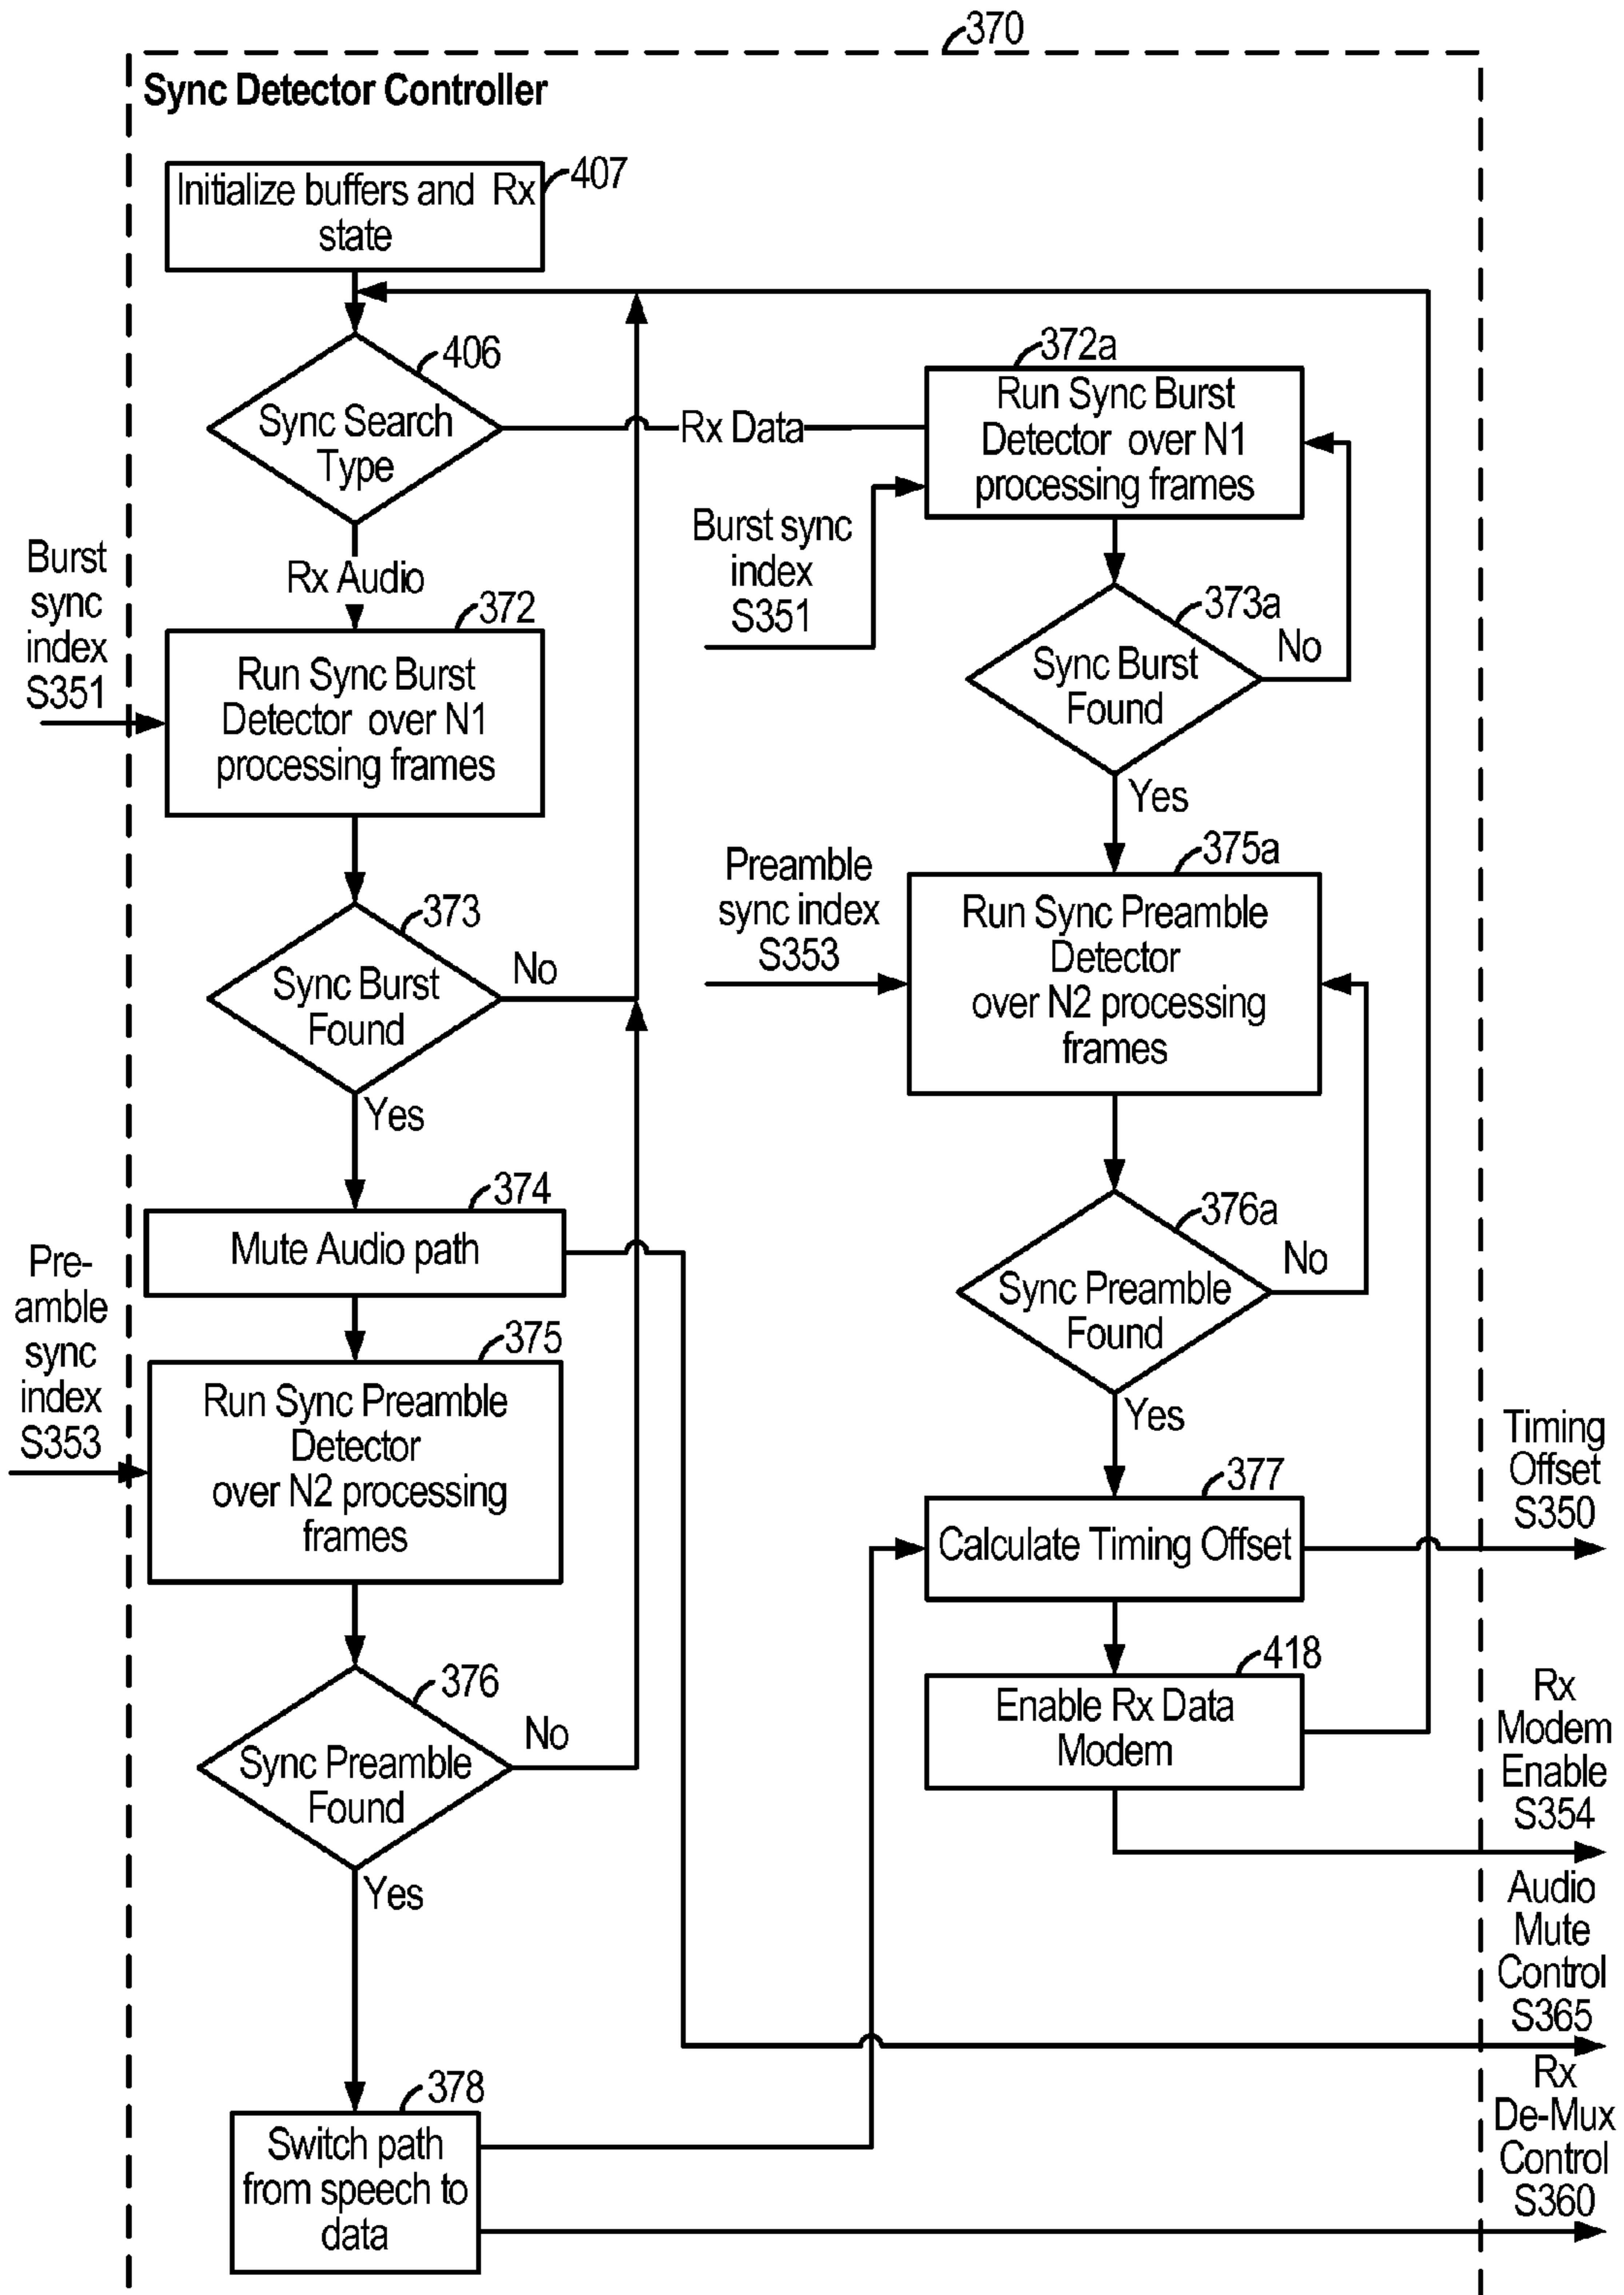 370
Sync Detector Controller
Initialize buffers and Rx
state
407
406
Sync Search
Type
Rx Data
Rx Audio
Burst
sync
index
S351
372
Run Sync Burst
Detector over N1
processing frames
373
Sync Burst
Found
No
Yes
374
Mute Audio path
Pre-
amble
sync
index
S353
375
Run Sync Preamble
Detector
over N2 processing
frames
376
Sync Preamble
Found
No
Yes
378
Switch path
from speech to
data
372a
Run Sync Burst
Detector over N1
processing frames
Burst sync
index
S351
373a
Sync Burst
Found
No
Yes
Preamble
sync index
S353
375a
Run Sync Preamble
Detector
over N2 processing
frames
376a
Sync Preamble
Found
No
Yes
377
Calculate Timing Offset
418
Enable Rx Data
Modem
Timing
Offset
S350
Rx
Modem
Enable
S354
Audio
Mute
Control
S365
Rx
De-Mux
Control
S360